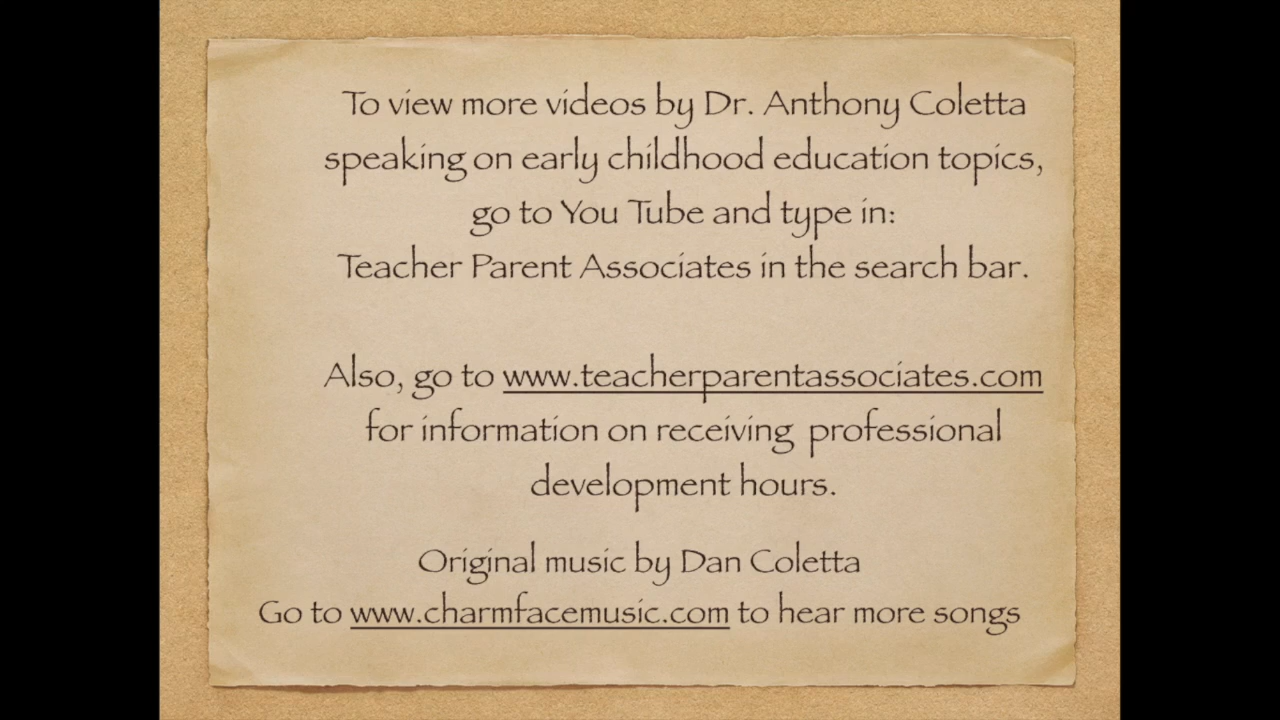 To view more videos by Dr. Anthony Coletta
speaking on early childhood education topics,
go to You Tube and type in:
Teacher Parent Associates in the search bar.
Also, go to www.teacherparentassociates.com
for information on receiving professional
development hours.
Original music by Dan Coletta
Go to www.charmfacemusic.com to hear more songs